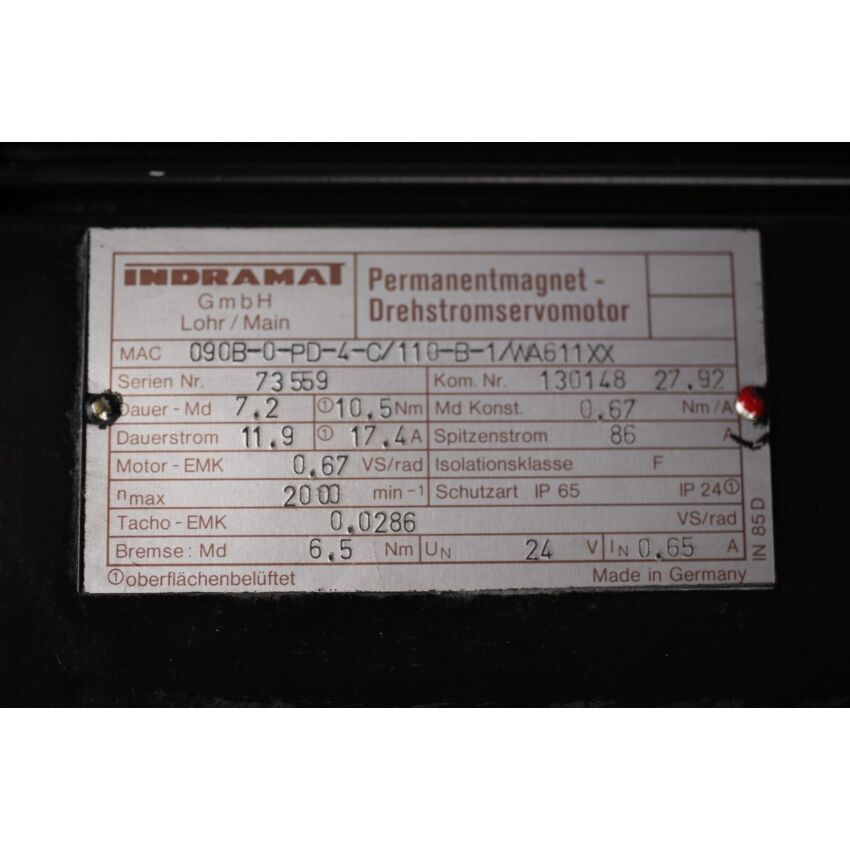 INDRAMAT
GmbH
Lohr / Main
Permanentmagnet -
Drehstromservomotor
MAC 090B-0-PD-4-C/110-B-1/WA611XX
Serien Nr. 73559 Kom. Nr. 130148 27.92
Dauer - Md 7,2 ①10,5 Nm Md Konst. 0,67 Nm/A
Dauerstrom 11,9 ① 17,4 A Spitzenstrom 86 A
Motor - EMK 0,67 VS/rad Isolationsklasse F
nmax 2000 min-1 Schutzart IP 65 IP 24①
Tacho - EMK 0,0286 VS/rad
Bremse : Md 6,5 Nm UN 24 V IN 0,65 A
①oberflächenbelüftet Made in Germany
IN 85 D